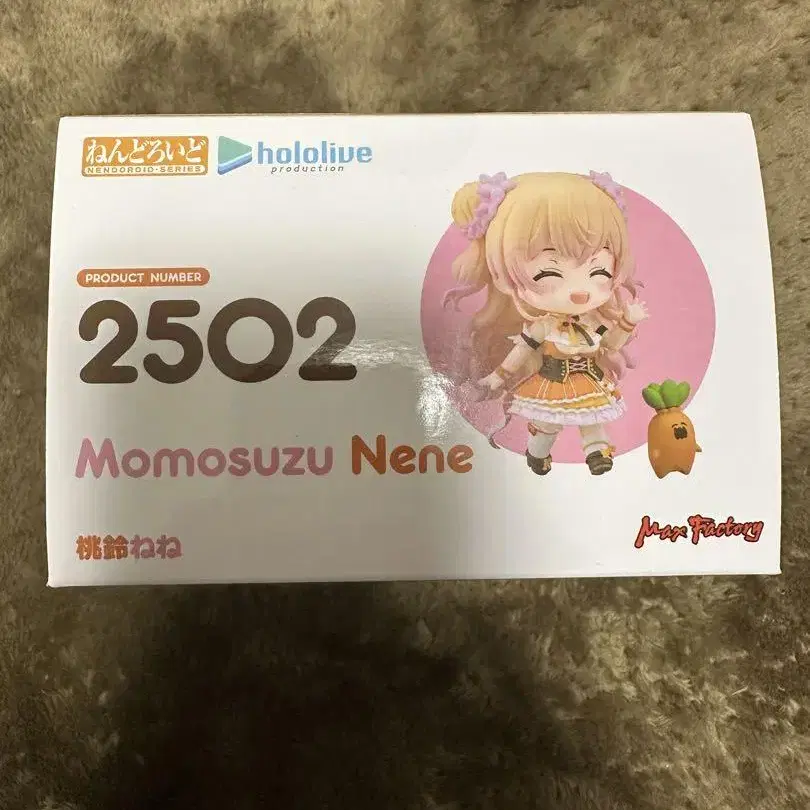 ねんどろいど
NENDOROID·SERIES
hololive
production
PRODUCT NUMBER
2502
Momosuzu Nene
桃鈴ねね
Max Factory